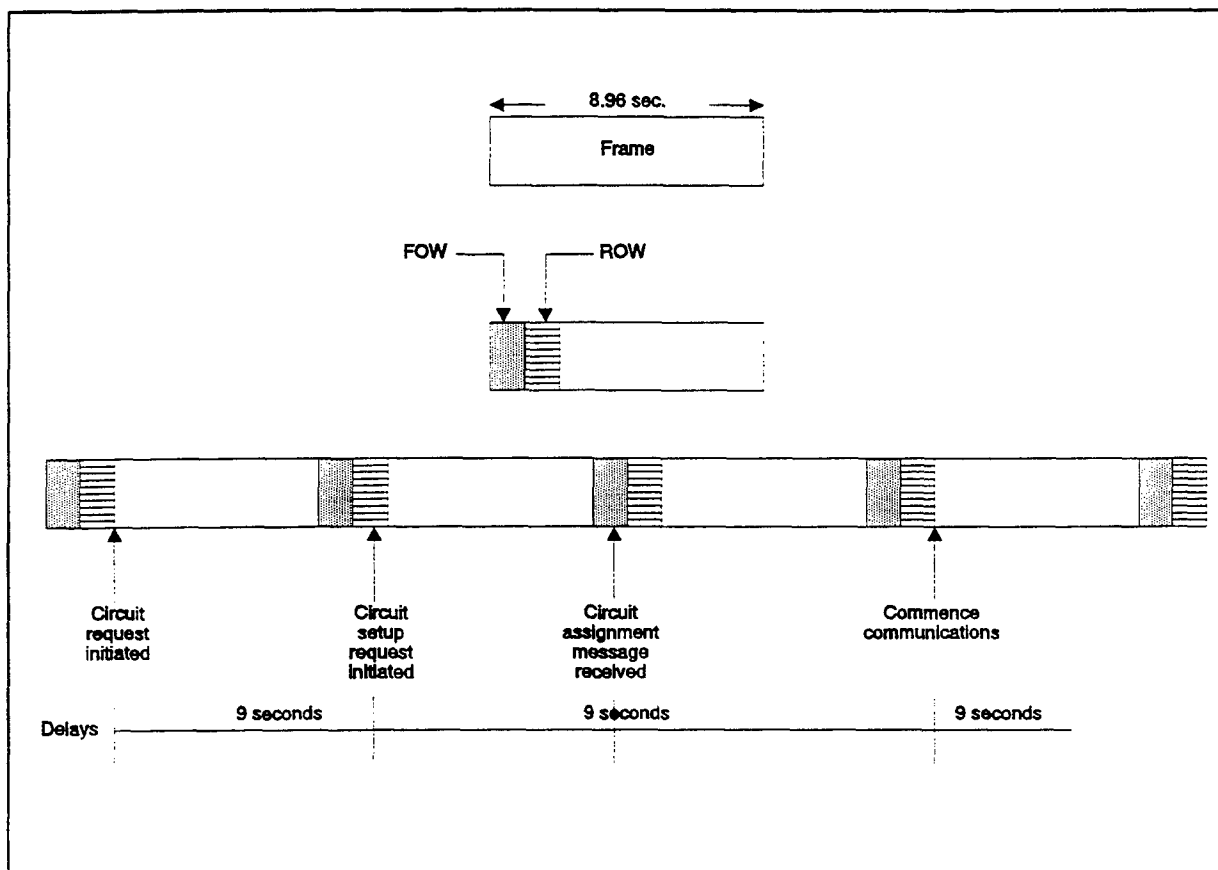 8.96 sec.
Frame
FOW
ROW
Circuit
request
initiated
Circuit
setup
request
initiated
Circuit
assignment
message
received
Commence
communications
Delays
9 seconds
9 seconds
9 seconds